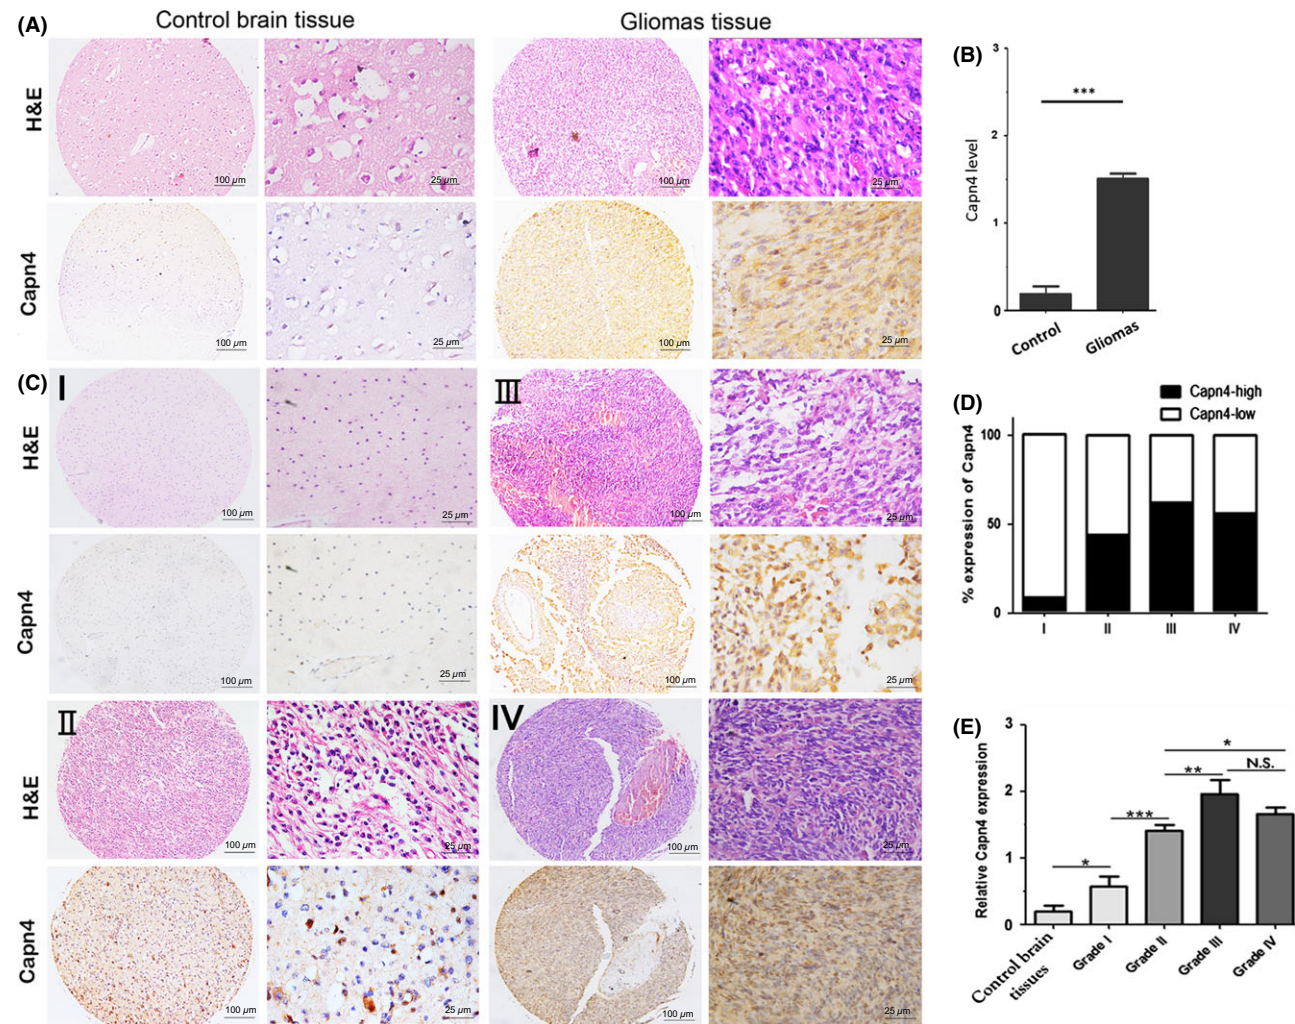 (A)
Control brain tissue
Gliomas tissue
H&E
100 µm
25 µm
100 µm
25 µm
Capn4
100 µm
25 µm
100 µm
25 µm
(B)
3
2
1
0
Capn4 level
***
Control
Gliomas
(C)
I
III
H&E
100 µm
25 µm
100 µm
25 µm
Capn4
100 µm
25 µm
100 µm
25 µm
II
IV
H&E
100 µm
25 µm
100 µm
25 µm
Capn4
100 µm
25 µm
100 µm
25 µm
(D)
Capn4-high
Capn4-low
% expression of Capn4
100
50
0
I
II
III
IV
(E)
Relative Capn4 expression
3
2
1
0
*
***
**
*
N.S.
Control brain
tissues
Grade I
Grade II
Grade III
Grade IV